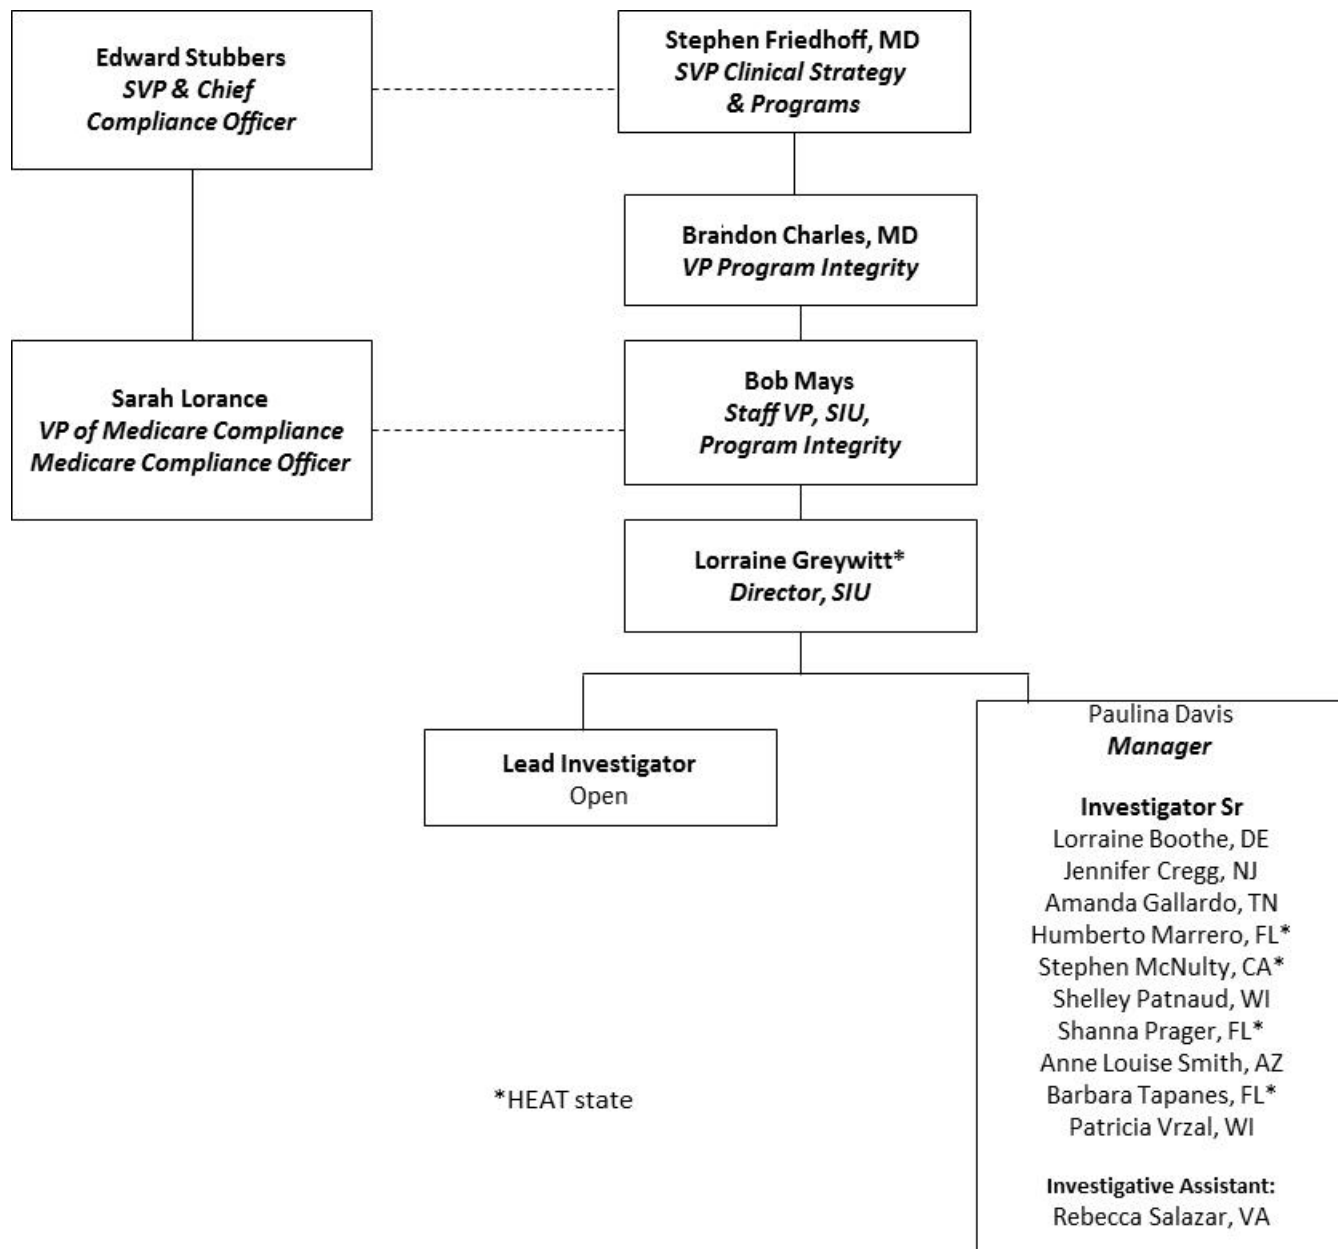 Edward Stubbers
SVP & Chief
Compliance Officer
Stephen Friedhoff, MD
SVP Clinical Strategy
& Programs
Brandon Charles, MD
VP Program Integrity
Sarah Lorance
VP of Medicare Compliance
Medicare Compliance Officer
Bob Mays
Staff VP, SIU,
Program Integrity
Lorraine Greywitt*
Director, SIU
Lead Investigator
Open
Paulina Davis
Manager
Investigator Sr
Lorraine Boothe, DE
Jennifer Cregg, NJ
Amanda Gallardo, TN
Humberto Marrero, FL*
Stephen McNulty, CA*
Shelley Patnaud, WI
Shanna Prager, FL*
Anne Louise Smith, AZ
Barbara Tapanes, FL*
Patricia Vrzal, WI
Investigative Assistant:
Rebecca Salazar, VA
*HEAT state